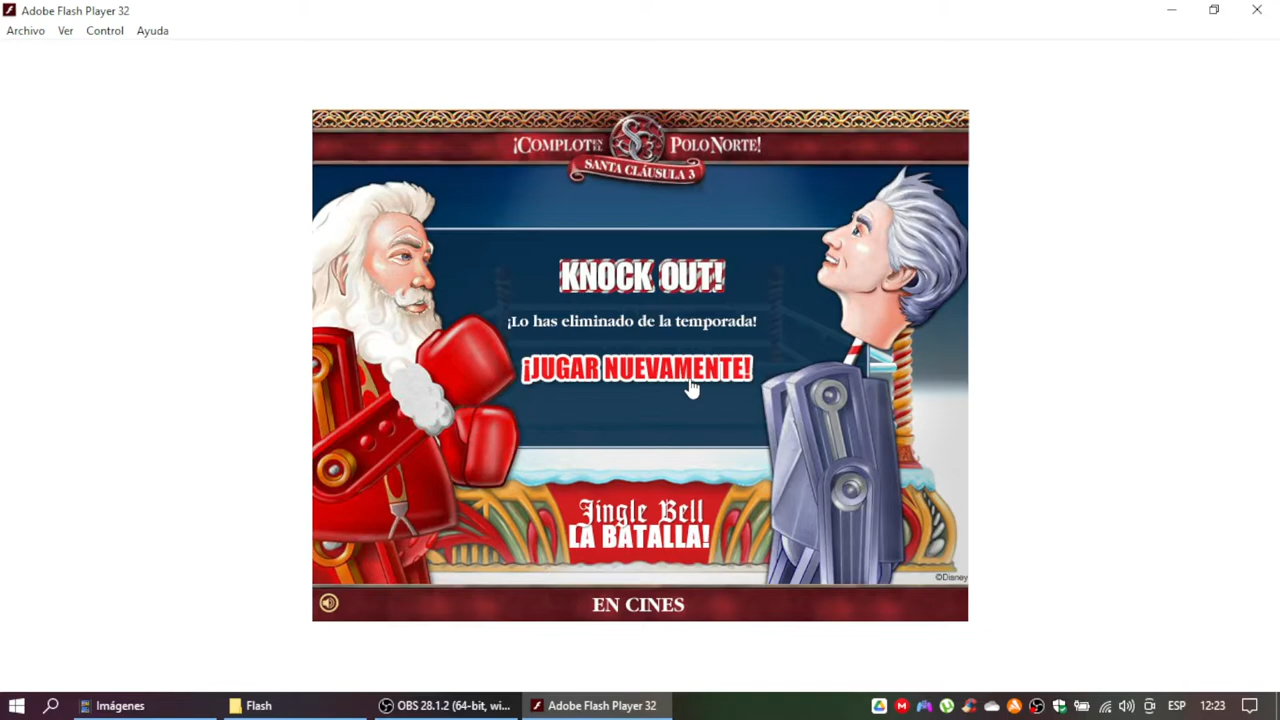 Adobe Flash Player 32
Archivo Ver Control Ayuda
¡COMPLOT EN EL POLO NORTE!
SC3
SANTA CLÁUSULA 3
KNOCK OUT!
¡Lo has eliminado de la temporada!
¡JUGAR NUEVAMENTE!
Jingle Bell
LA BATALLA!
©Disney
EN CINES
Imágenes Flash OBS 28.1.2 (64-bit, wi... Adobe Flash Player 32 ESP 12:23